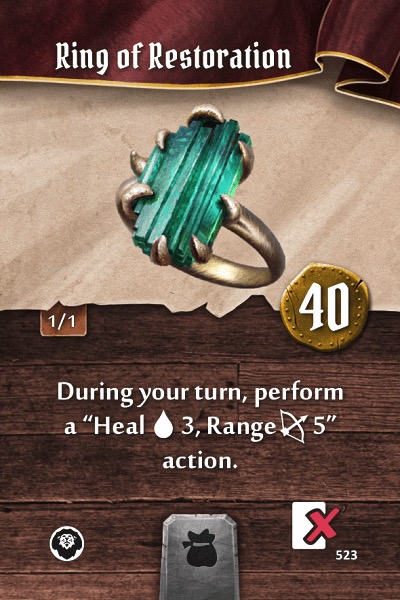 Ring of Restoration
40
1/1
During your turn, perform
a “Heal 3, Range 5”
action.
523